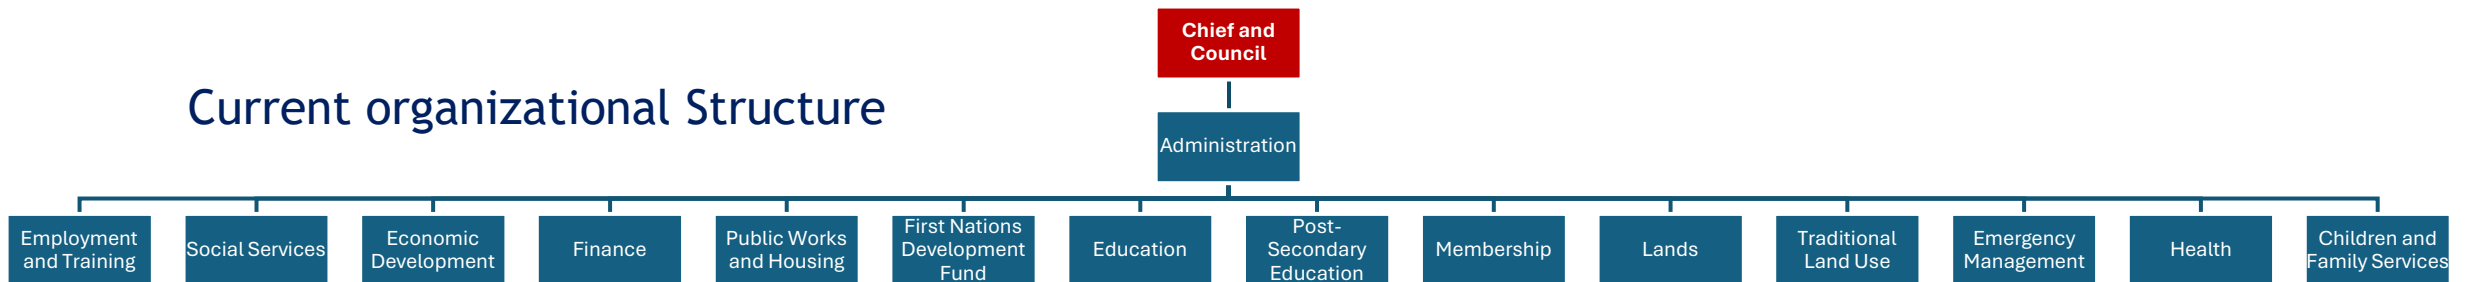 Chief and
Council
Current organizational Structure
Administration
Employment
and Training
Social Services
Economic
Development
Finance
Public Works
and Housing
First Nations
Development
Fund
Education
Post-
Secondary
Education
Membership
Lands
Traditional
Land Use
Emergency
Management
Health
Children and
Family Services